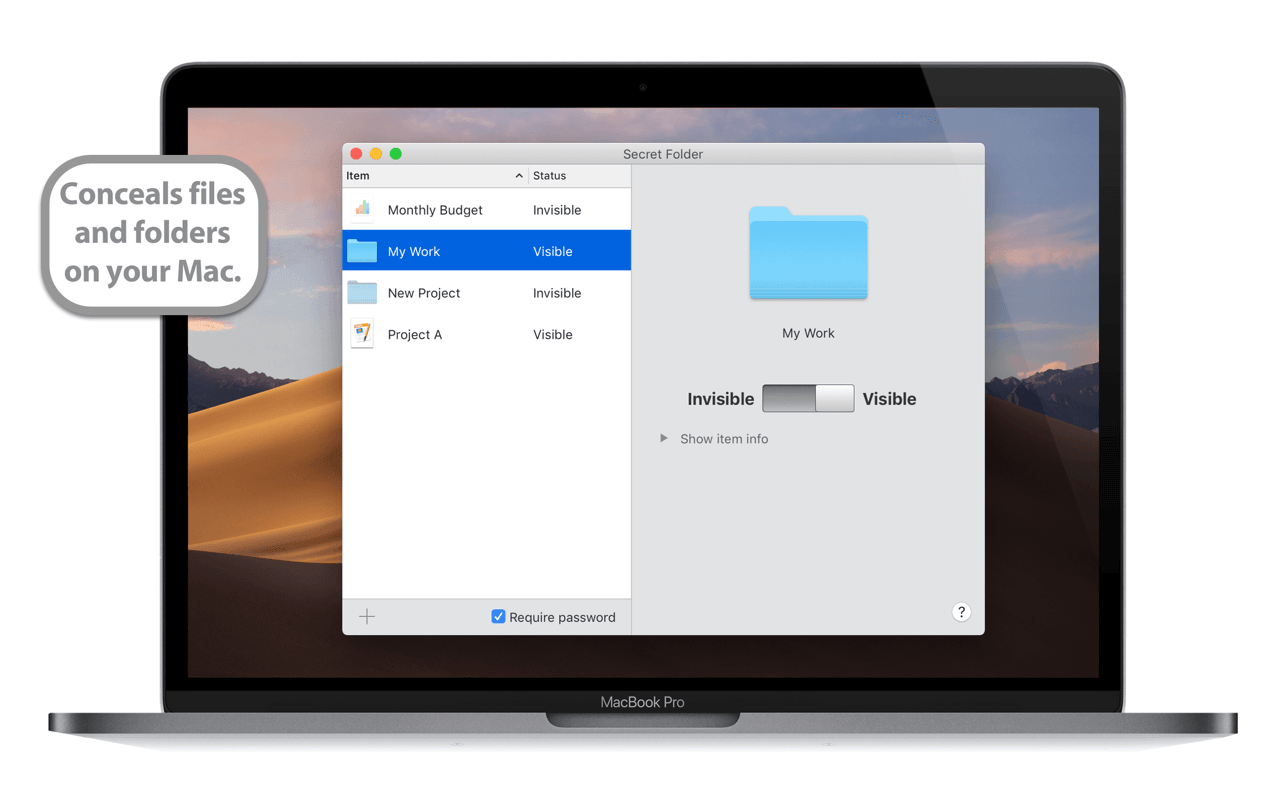 Conceals files
and folders
on your Mac.
Secret Folder
Item Status
Monthly Budget Invisible
My Work Visible
New Project Invisible
Project A Visible
My Work
Invisible Visible
Show item info
Require password
?
MacBook Pro